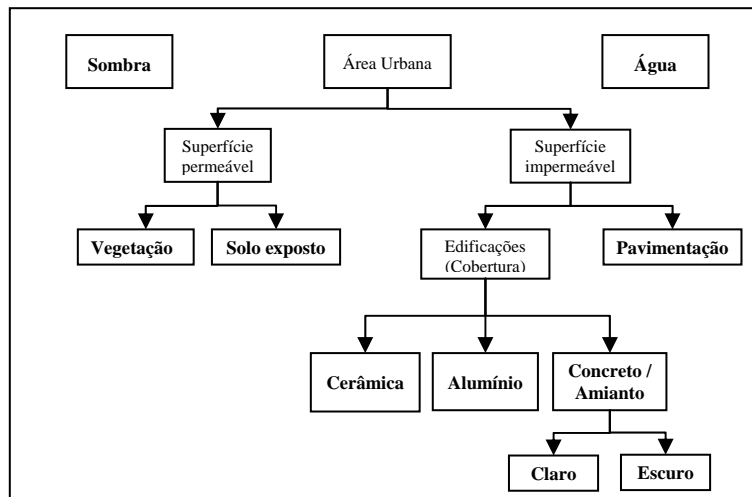 Sombra
Área Urbana
Água
Superfície
permeável
Superfície
impermeável
Vegetação
Solo exposto
Edificações
(Cobertura)
Pavimentação
Cerâmica
Alumínio
Concreto /
Amianto
Claro
Escuro